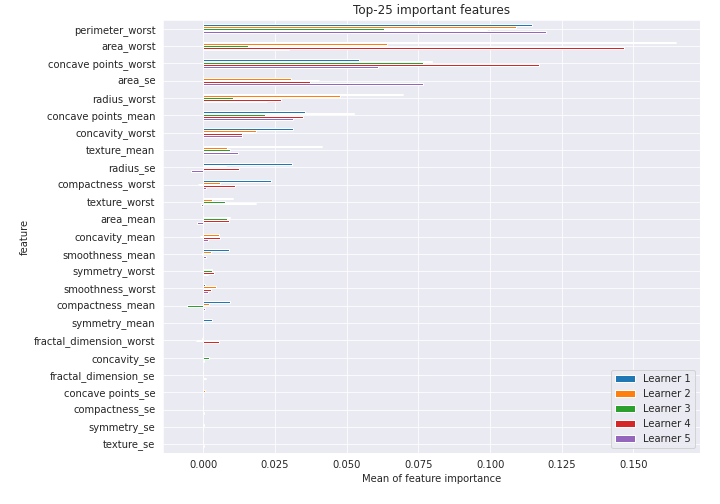 Top-25 important features
perimeter_worst
area_worst
concave points_worst
area_se
radius_worst
concave points_mean
concavity_worst
texture_mean
radius_se
compactness_worst
texture_worst
area_mean
concavity_mean
smoothness_mean
symmetry_worst
smoothness_worst
compactness_mean
symmetry_mean
fractal_dimension_worst
concavity_se
fractal_dimension_se
concave points_se
compactness_se
symmetry_se
texture_se
feature
Learner 1
Learner 2
Learner 3
Learner 4
Learner 5
0.000 0.025 0.050 0.075 0.100 0.125 0.150
Mean of feature importance